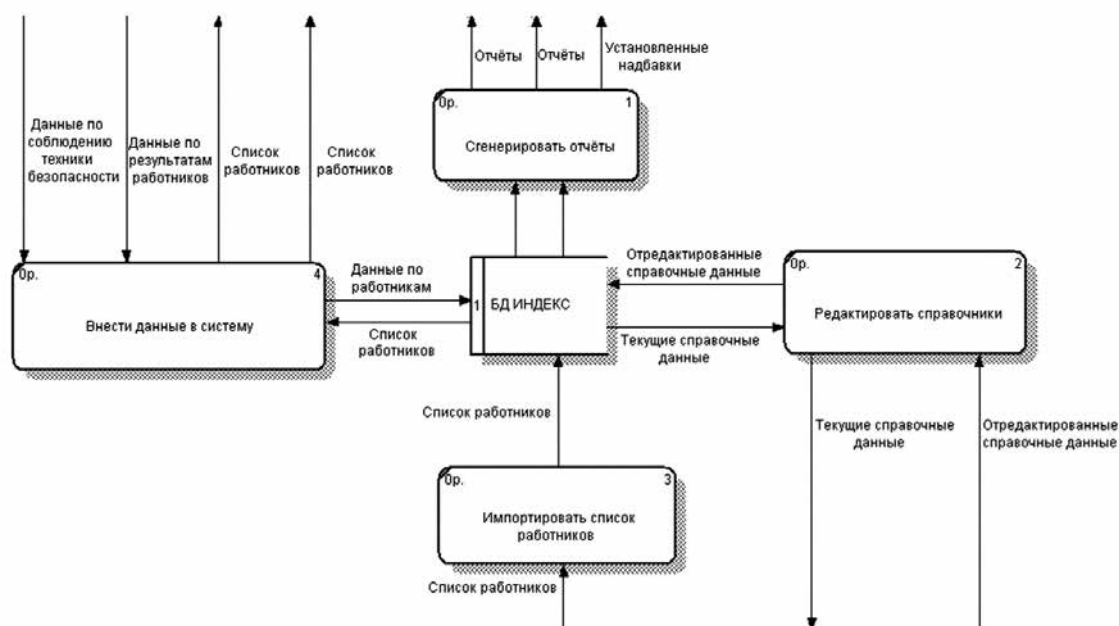 Отчёты
Отчёты
Установленные
надбавки
0р.
1
Сгенерировать отчёты
Данные по
соблюдению
техники
безопасности
Данные по
результатам
работников
Список
работников
Список
работников
0р.
4
Внести данные в систему
Данные по
работникам
Список
работников
1
БД ИНДЕКС
Отредактированные
справочные данные
Текущие справочные
данные
0р.
2
Редактировать справочники
Список работников
Текущие справочные
данные
Отредактированные
справочные данные
0р.
3
Импортировать список
работников
Список работников